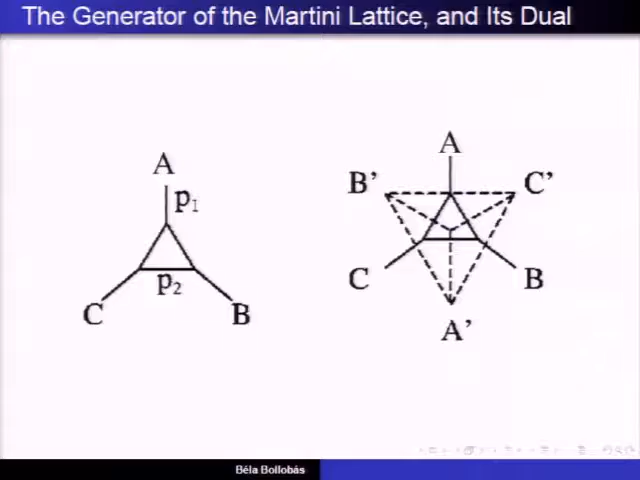 The Generator of the Martini Lattice, and Its Dual
A
p1
p2
C
B
A
B'
C'
C
B
A'
Béla Bollobás